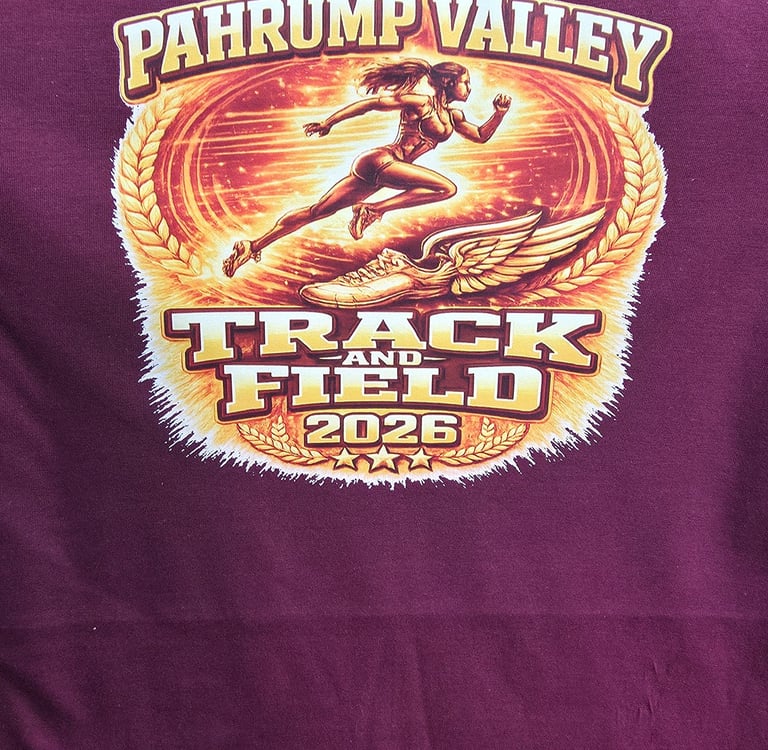 PAHRUMP VALLEY
TRACK
AND
FIELD
2026